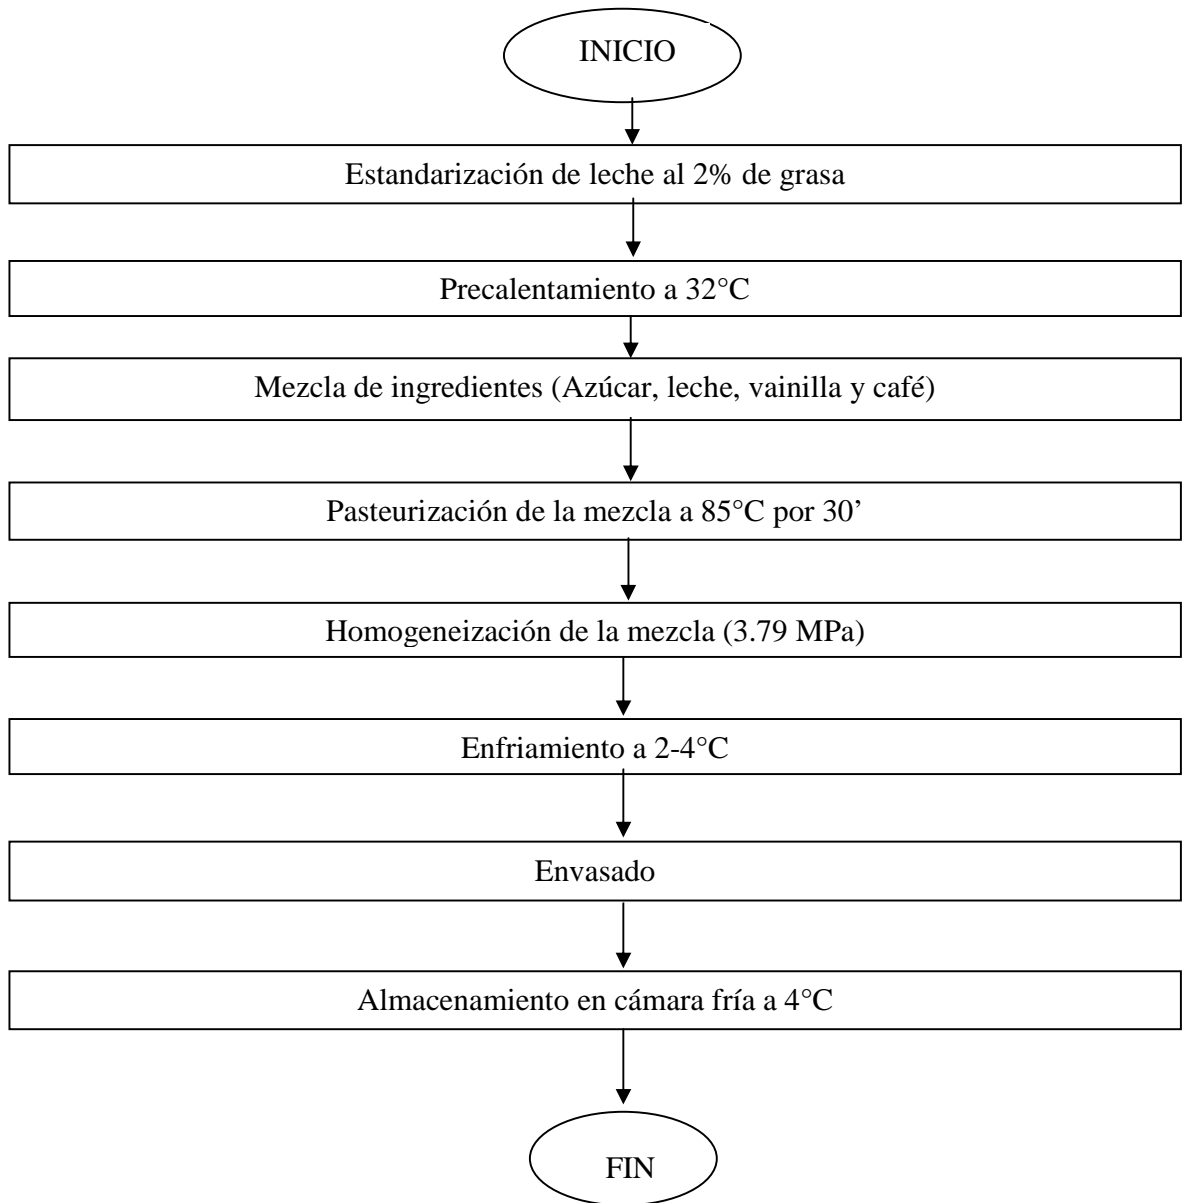 INICIO
Estandarización de leche al 2% de grasa
Precalentamiento a 32°C
Mezcla de ingredientes (Azúcar, leche, vainilla y café)
Pasteurización de la mezcla a 85°C por 30’
Homogeneización de la mezcla (3.79 MPa)
Enfriamiento a 2-4°C
Envasado
Almacenamiento en cámara fría a 4°C
FIN